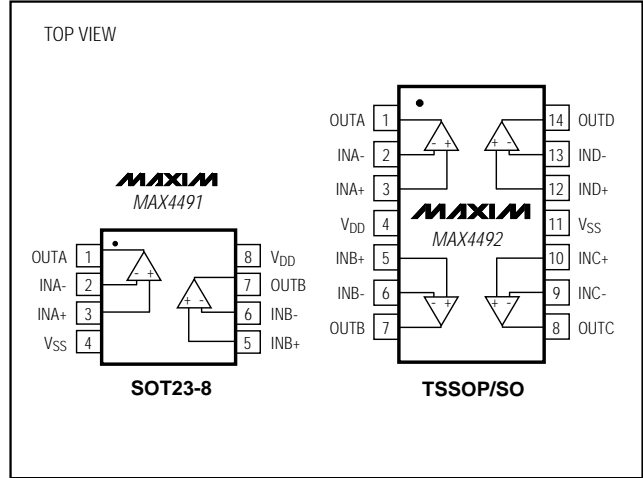 TOP VIEW
MAXIM
MAX4491
OUTA 1 8 VDD
INA- 2 7 OUTB
INA+ 3 6 INB-
VSS 4 5 INB+
- +
+ -
SOT23-8
OUTA 1 14 OUTD
INA- 2 13 IND-
INA+ 3 12 IND+
VDD 4 11 VSS
INB+ 5 10 INC+
INB- 6 9 INC-
OUTB 7 8 OUTC
- +
+ -
MAXIM
MAX4492
- +
+ -
TSSOP/SO